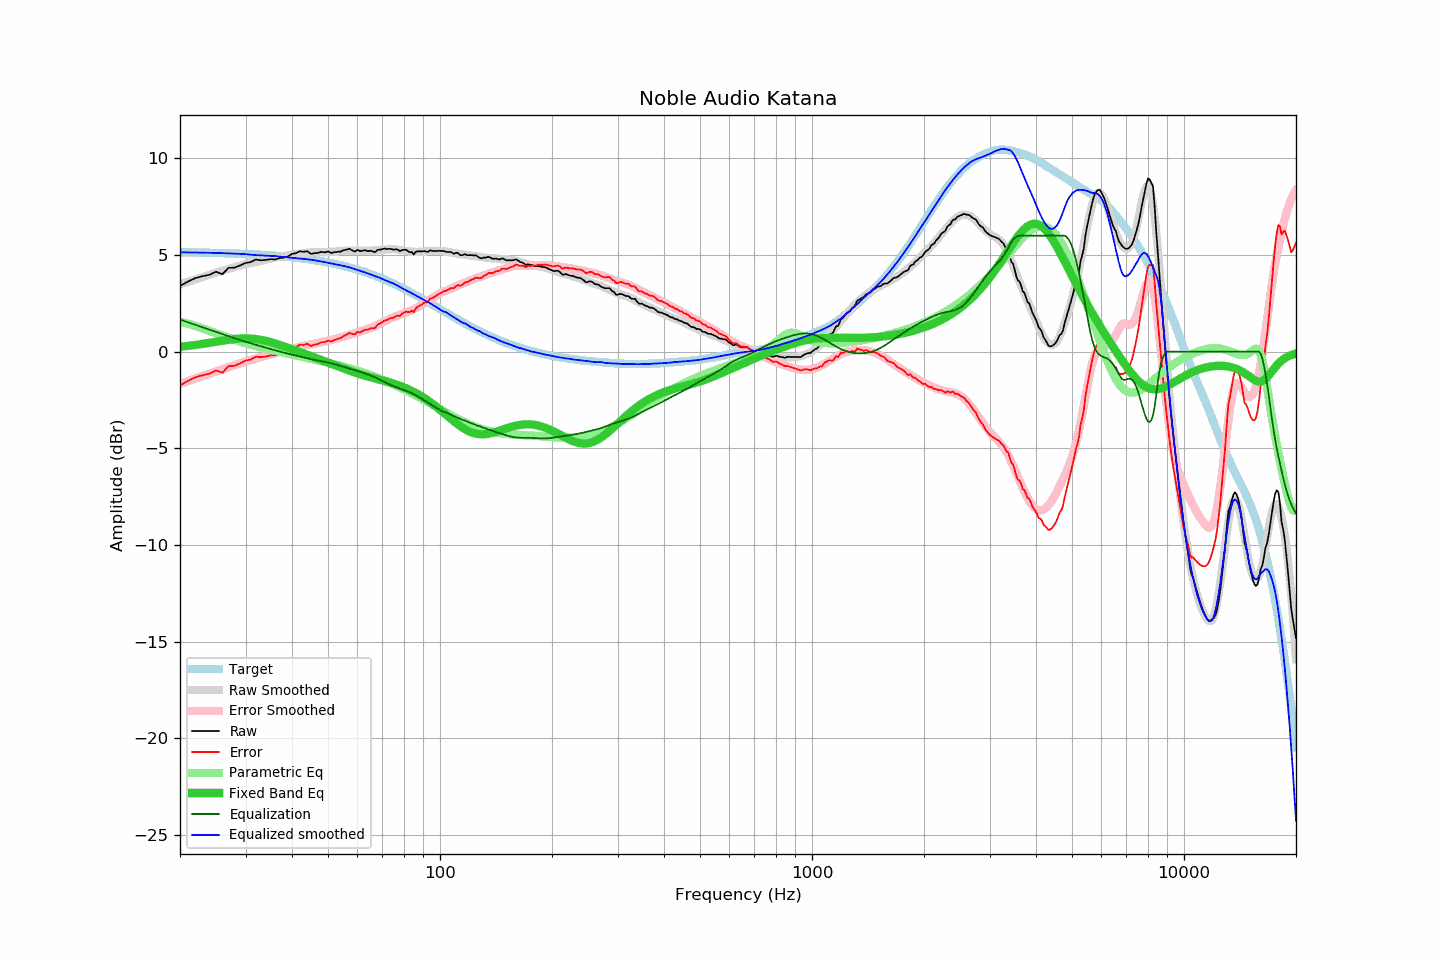 Noble Audio Katana
10
5
0
−5
−10
−15
−20
−25
Amplitude (dBr)
Target
Raw Smoothed
Error Smoothed
Raw
Error
Parametric Eq
Fixed Band Eq
Equalization
Equalized smoothed
100 1000 10000
Frequency (Hz)